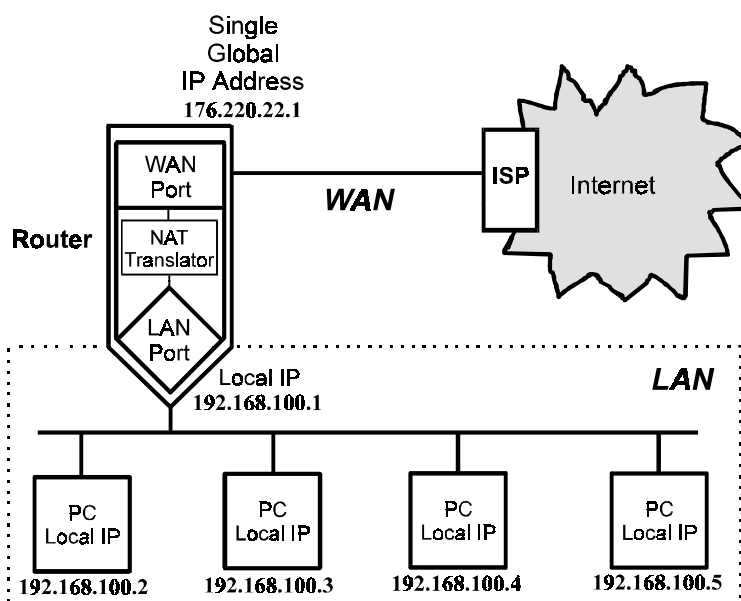 Single
Global
IP Address
176.220.22.1
WAN
Port
ISP
Internet
WAN
Router
NAT
Translator
LAN
Port
Local IP
192.168.100.1
LAN
PC
Local IP
PC
Local IP
PC
Local IP
PC
Local IP
192.168.100.2
192.168.100.3
192.168.100.4
192.168.100.5